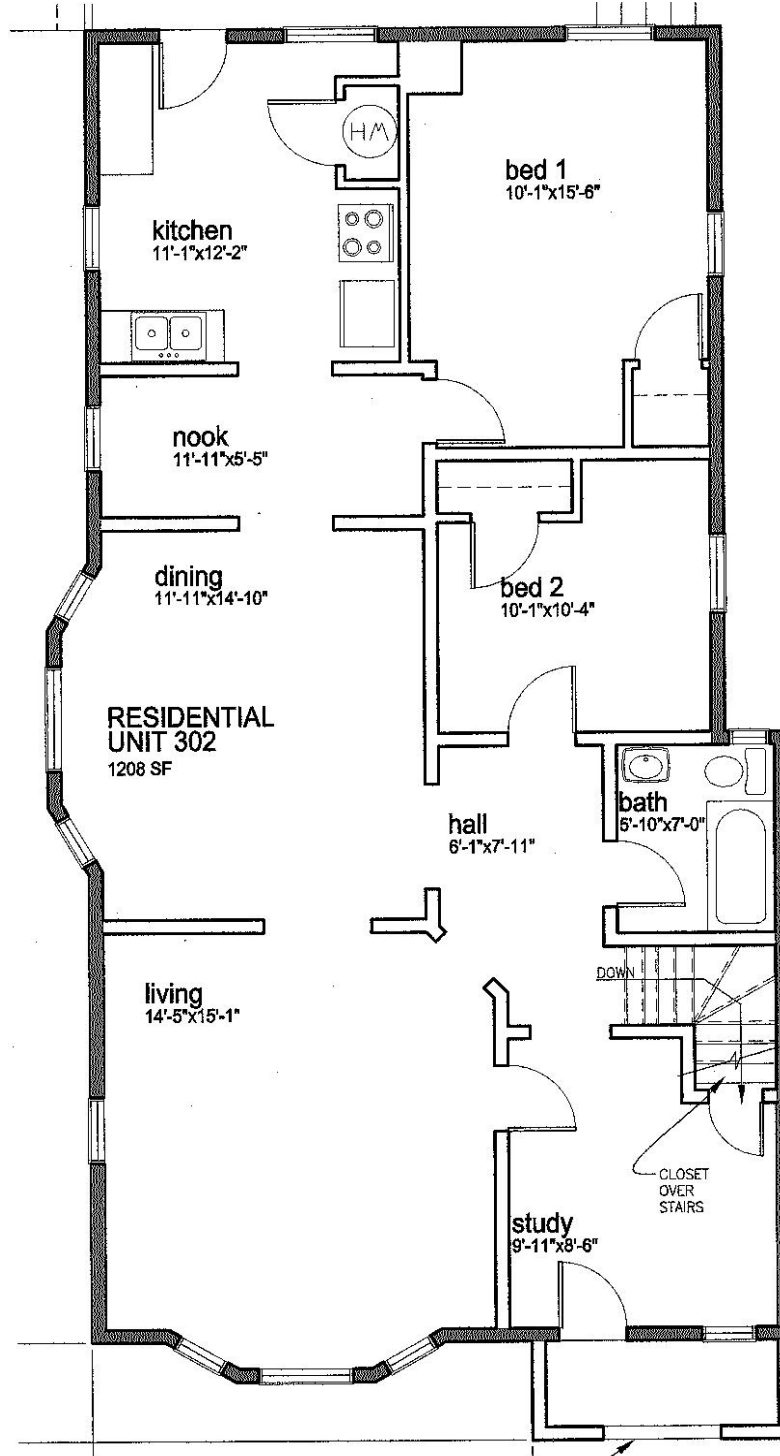 bed 1
10'-1"x15'-6"
HW
kitchen
11'-1"x12'-2"
nook
11'-11"x5'-5"
dining
11'-11"x14'-10"
bed 2
10'-1"x10'-4"
RESIDENTIAL
UNIT 302
1208 SF
hall
6'-1"x7'-11"
bath
5'-10"x7'-0"
living
14'-5"x15'-1"
DOWN
CLOSET
OVER
STAIRS
study
9'-11"x8'-6"